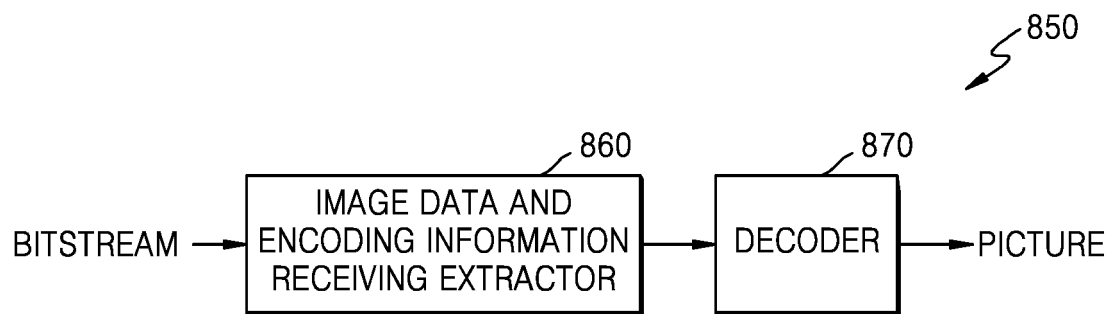 850
860
870
BITSTREAM
IMAGE DATA AND
ENCODING INFORMATION
RECEIVING EXTRACTOR
DECODER
PICTURE